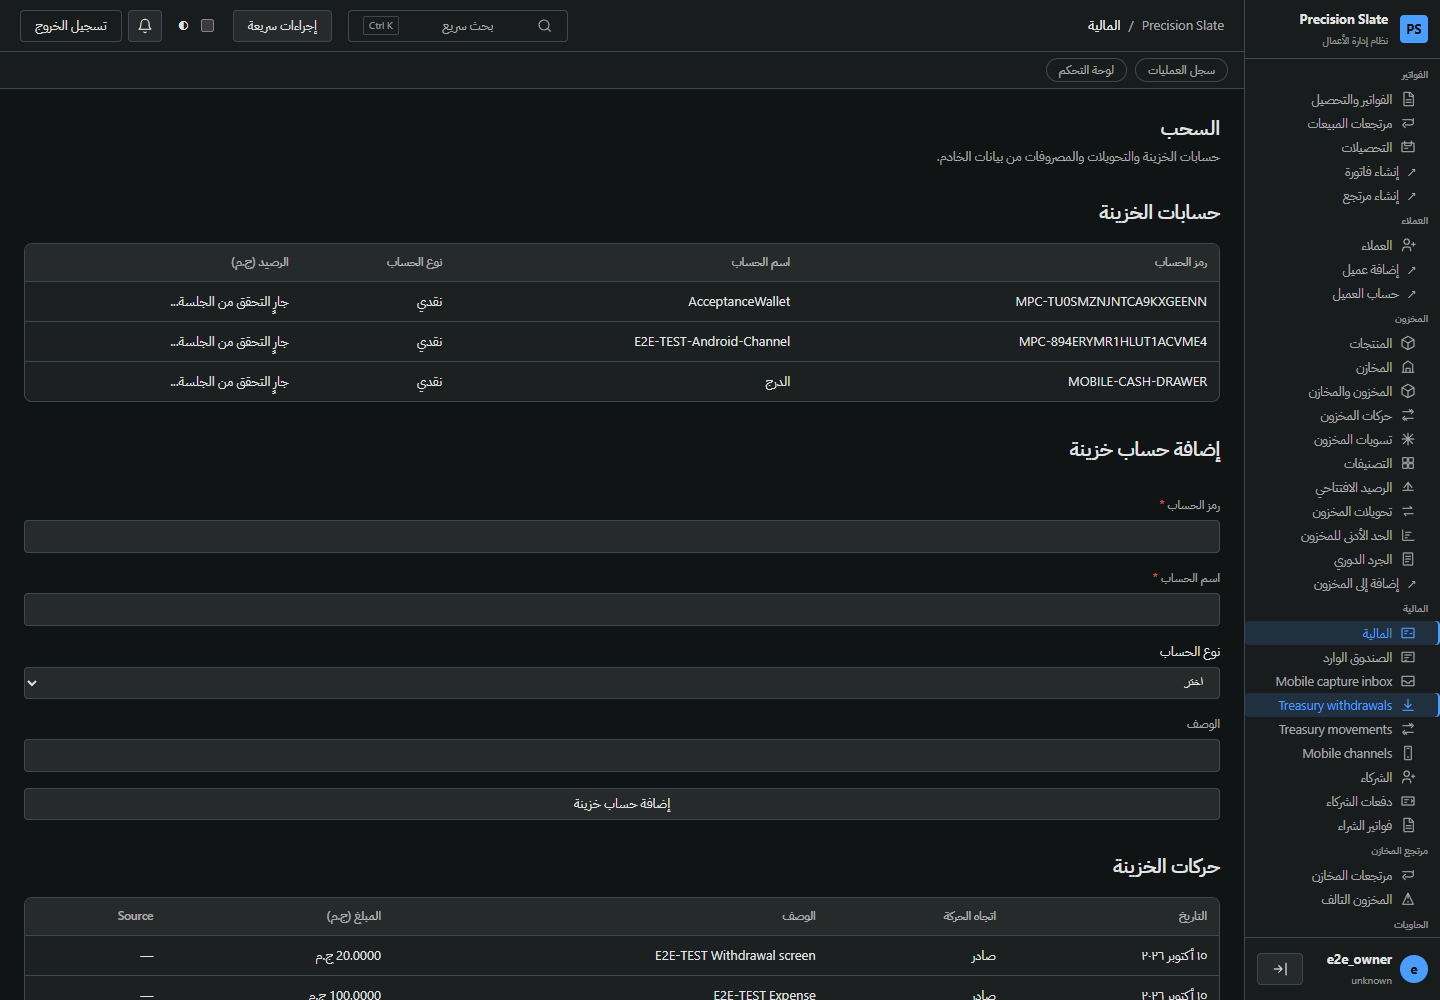 Precision Slate
نظام إدارة الأعمال
PS
الفواتير
الفواتير والتحصيل
مرتجعات المبيعات
التحصيلات
إنشاء فاتورة
إنشاء مرتجع
العملاء
العملاء
إضافة عميل
حساب العميل
المخزون
المنتجات
المخازن
المخزون والمخازن
حركات المخزون
تسويات المخزون
التصنيفات
الرصيد الافتتاحي
تحويلات المخزون
الحد الأدنى للمخزون
الجرد الدوري
إضافة إلى المخزون
المالية
المالية
الصندوق الوارد
Mobile capture inbox
Treasury withdrawals
Treasury movements
Mobile channels
الشركاء
دفعات الشركاء
فواتير الشراء
مرتجع المخازن
مرتجعات المخازن
المخزون التالف
الحاويات
e2e_owner
unknown
e
Precision Slate / المالية
بحث سريع Ctrl K
إجراءات سريعة
تسجيل الخروج
سجل العمليات
لوحة التحكم
السحب
حسابات الخزينة والتحويلات والمصروفات من بيانات الخادم.
حسابات الخزينة
رمز الحساب اسم الحساب نوع الحساب الرصيد (ج.م)
MPC-TU0SMZNJNTCA9KXGEENN AcceptanceWallet نقدي جارٍ التحقق من الجلسة...
MPC-894ERYMR1HLUT1ACVME4 E2E-TEST-Android-Channel نقدي جارٍ التحقق من الجلسة...
MOBILE-CASH-DRAWER الدرج نقدي جارٍ التحقق من الجلسة...
إضافة حساب خزينة
رمز الحساب *
اسم الحساب *
نوع الحساب
اختر
الوصف
إضافة حساب خزينة
حركات الخزينة
التاريخ اتجاه الحركة الوصف المبلغ (ج.م) Source
١٥ أكتوبر ٢٠٢٦ صادر E2E-TEST Withdrawal screen 20.0000 ج.م —
١٥ أكتوبر ٢٠٢٦ صادر E2E-TEST Expense 100.0000 ج.م —